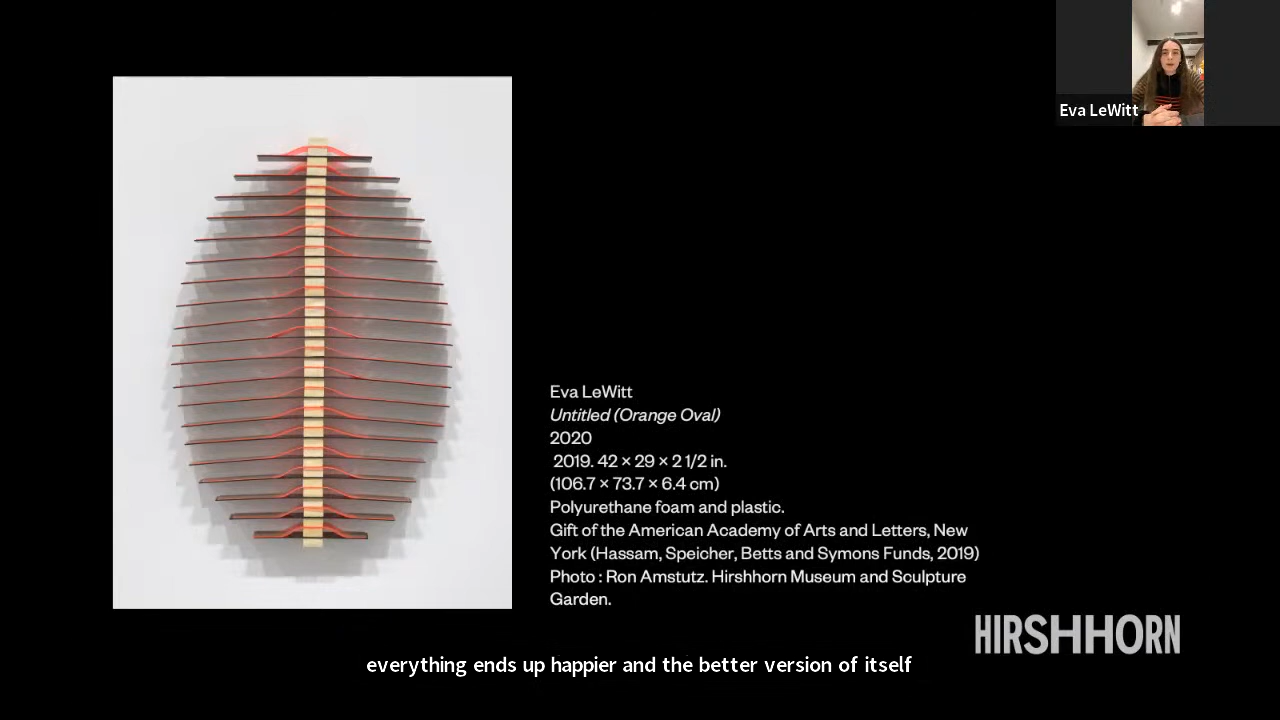 Eva LeWitt
Eva LeWitt
Untitled (Orange Oval)
2020
2019. 42 × 29 × 2 1/2 in.
(106.7 × 73.7 × 6.4 cm)
Polyurethane foam and plastic.
Gift of the American Academy of Arts and Letters, New
York (Hassam, Speicher, Betts and Symons Funds, 2019)
Photo : Ron Amstutz. Hirshhorn Museum and Sculpture
Garden.
HIRSHHORN
everything ends up happier and the better version of itself